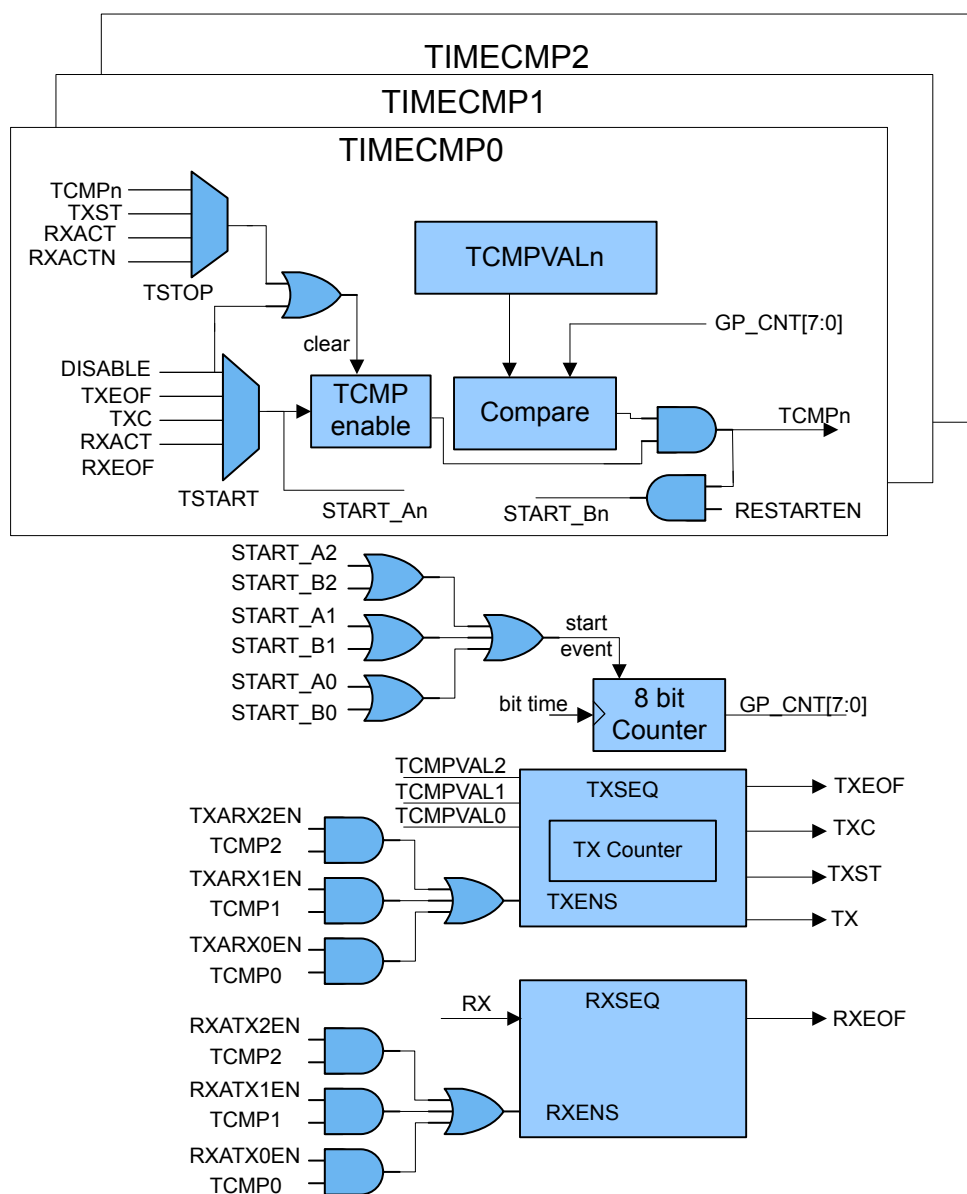 TIMECMP2
TIMECMP1
TIMECMP0
TCMPn
TXST
RXACT
RXACTN
TSTOP
TCMPVALn
GP_CNT[7:0]
clear
DISABLE
TXEOF
TXC
RXACT
RXEOF
TSTART
TCMP
enable
Compare
TCMPn
START_An
START_Bn
RESTARTEN
START_A2
START_B2
START_A1
START_B1
START_A0
START_B0
start
event
bit time
8 bit
Counter
GP_CNT[7:0]
TCMPVAL2
TCMPVAL1
TCMPVAL0
TXSEQ
TX Counter
TXENS
TXEOF
TXC
TXST
TX
TXARX2EN
TCMP2
TXARX1EN
TCMP1
TXARX0EN
TCMP0
RX
RXSEQ
RXENS
RXEOF
RXATX2EN
TCMP2
RXATX1EN
TCMP1
RXATX0EN
TCMP0